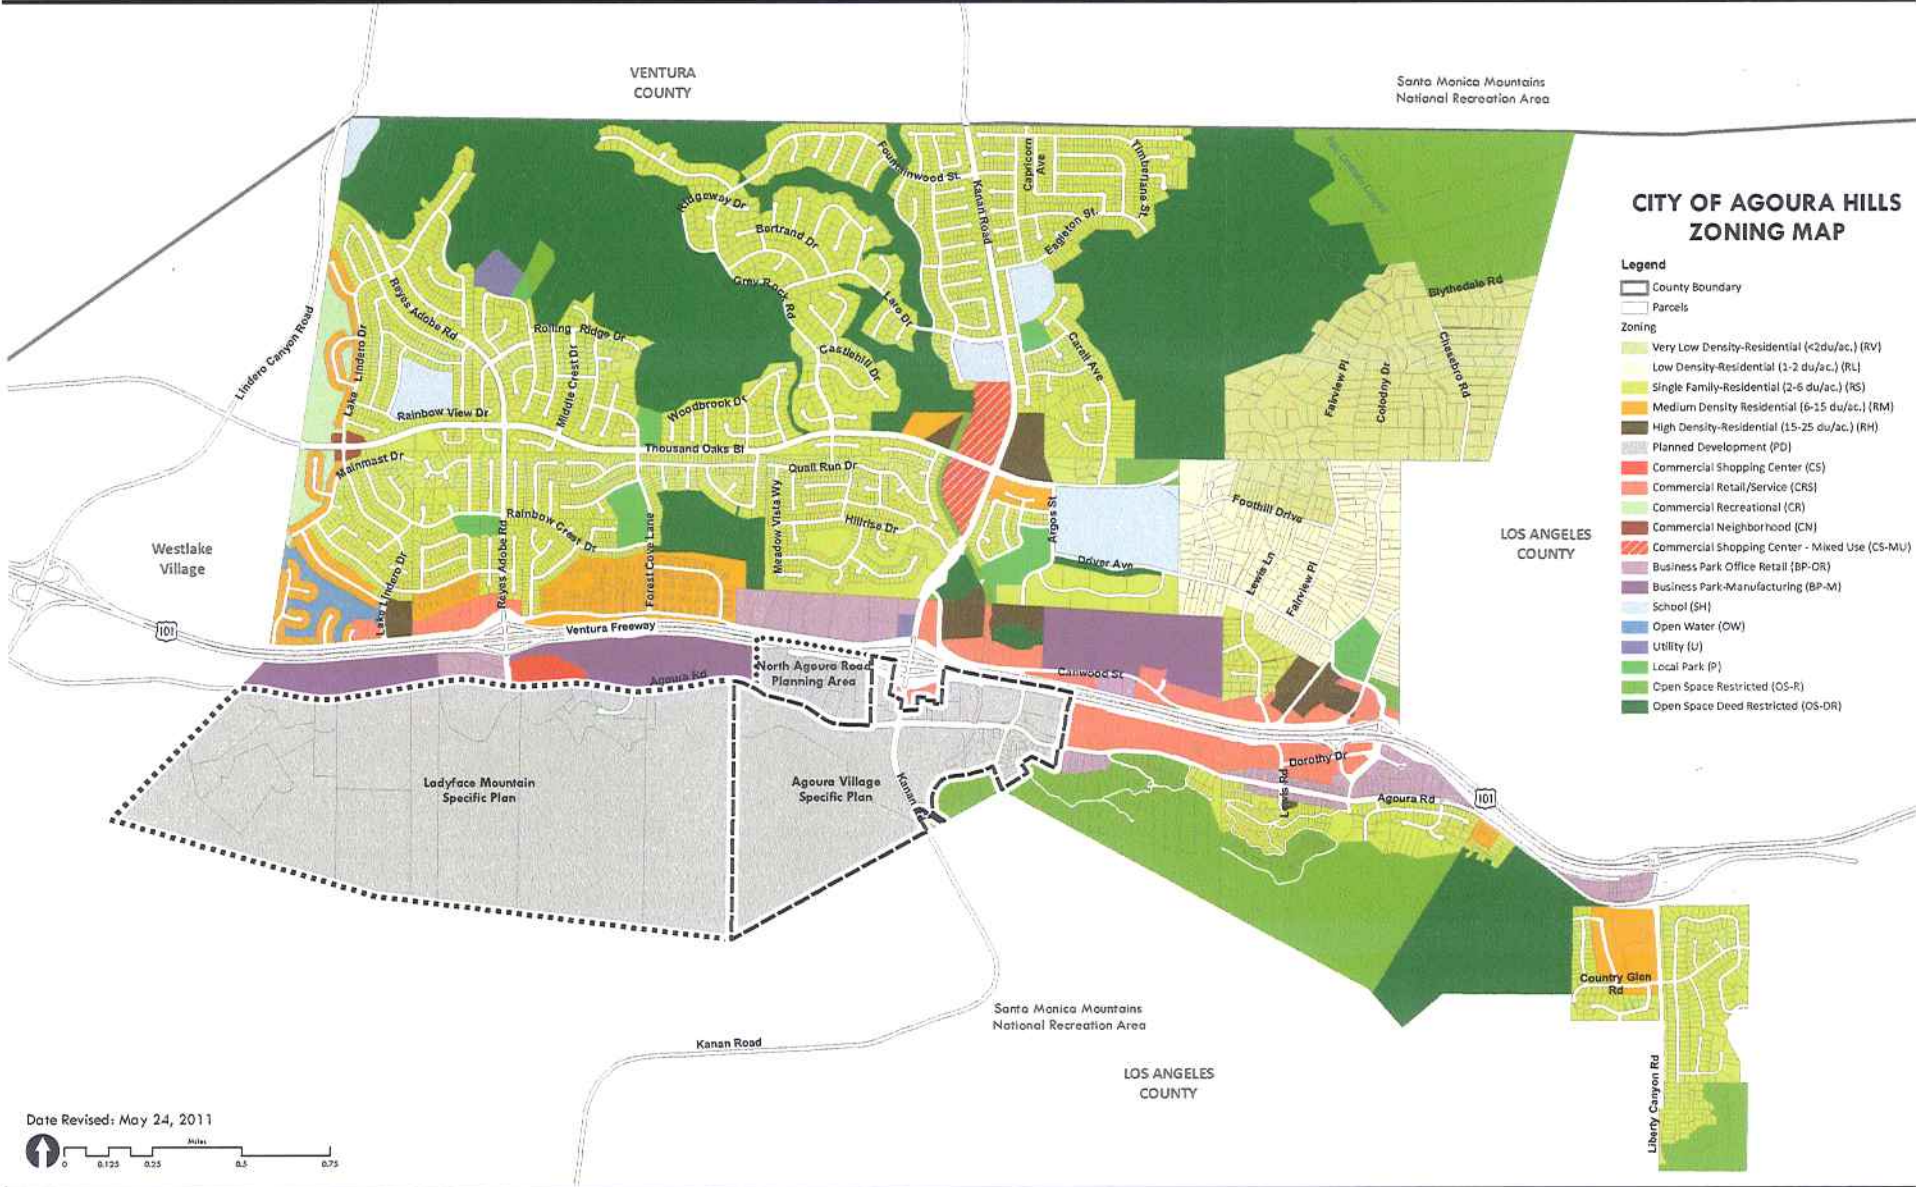 VENTURA
COUNTY
Santa Monica Mountains
National Recreation Area
CITY OF AGOURA HILLS
ZONING MAP
Legend
County Boundary
Parcels
Zoning
Very Low Density-Residential (<2du/ac.) (RV)
Low Density-Residential (1-2 du/ac.) (RL)
Single Family-Residential (2-6 du/ac.) (RS)
Medium Density Residential (6-15 du/ac.) (RM)
High Density-Residential (15-25 du/ac.) (RH)
Planned Development (PD)
Commercial Shopping Center (CS)
Commercial Retail/Service (CRS)
Commercial Recreational (CR)
Commercial Neighborhood (CN)
Commercial Shopping Center - Mixed Use (CS-MU)
Business Park Office Retail (BP-OR)
Business Park-Manufacturing (BP-M)
School (SH)
Open Water (OW)
Utility (U)
Local Park (P)
Open Space Restricted (OS-R)
Open Space Deed Restricted (OS-DR)
Fountainwood St.
Capricorn
Ave
Timberlane St.
Kanan Road
Ridgeway Dr
Bertrand Dr
Eagleton St.
Grey Rock Rd
Laro Dr
Reyes Adobe Rd
Rolling Ridge Dr
Lindero Canyon Road
Lake Lindero Dr
Middle Crest Dr
Castlehill Dr
Carell Ave
Blythedale Rd
Chesebro Rd
Fairview Pl
Colodny Dr
Rainbow View Dr
Woodbrook Dr
Thousand Oaks Bl
Mainmast Dr
Quail Run Dr
Meadow Vista Wy
Hillrise Dr
Argos St
Foothill Drive
Driver Ave
Lewis Ln
Fairview Pl
LOS ANGELES
COUNTY
Westlake
Village
Rainbow Crest Dr
Reyes Adobe Rd
Forest Cove Lane
Lake Lindero Dr
101
Ventura Freeway
Agoura Rd
North Agoura Road
Planning Area
Canwood St
Dorothy Dr
Lewis Rd
Agoura Rd
101
Ladyface Mountain
Specific Plan
Agoura Village
Specific Plan
Kanan Rd
Country Glen
Rd
Liberty Canyon Rd
Santa Monica Mountains
National Recreation Area
Kanan Road
LOS ANGELES
COUNTY
Date Revised: May 24, 2011
Miles
0 0.125 0.25 0.5 0.75